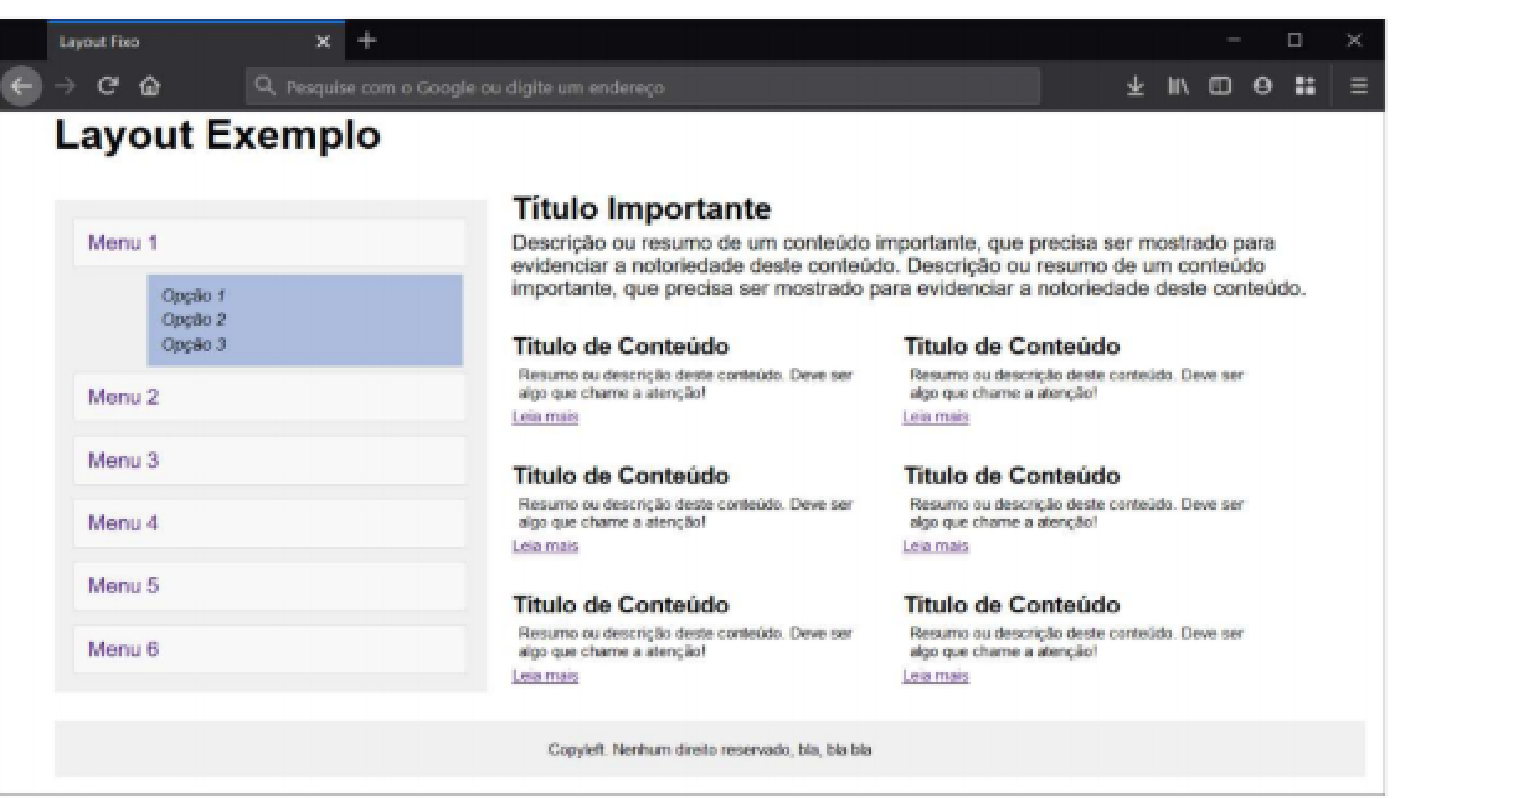 Layout Fixo
Pesquise com o Google ou digite um endereço
Layout Exemplo
Menu 1
Opção 1
Opção 2
Opção 3
Menu 2
Menu 3
Menu 4
Menu 5
Menu 6
Título Importante
Descrição ou resumo de um conteúdo importante, que precisa ser mostrado para
evidenciar a notoriedade deste conteúdo. Descrição ou resumo de um conteúdo
importante, que precisa ser mostrado para evidenciar a notoriedade deste conteúdo.
Título de Conteúdo
Resumo ou descrição deste conteúdo. Deve ser
algo que chame a atenção!
Leia mais
Título de Conteúdo
Resumo ou descrição deste conteúdo. Deve ser
algo que chame a atenção!
Leia mais
Título de Conteúdo
Resumo ou descrição deste conteúdo. Deve ser
algo que chame a atenção!
Leia mais
Título de Conteúdo
Resumo ou descrição deste conteúdo. Deve ser
algo que chame a atenção!
Leia mais
Título de Conteúdo
Resumo ou descrição deste conteúdo. Deve ser
algo que chame a atenção!
Leia mais
Título de Conteúdo
Resumo ou descrição deste conteúdo. Deve ser
algo que chame a atenção!
Leia mais
Copyleft. Nenhum direito reservado, bla, bla bla